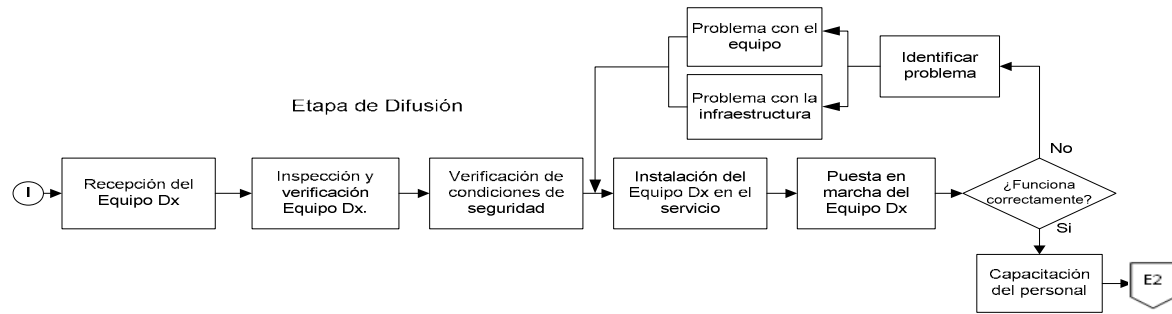 Problema con el
equipo
Identificar
problema
Problema con la
infraestructura
Etapa de Difusión
No
I
Recepción del
Equipo Dx
Inspección y
verificación
Equipo Dx.
Verificación de
condiciones de
seguridad
Instalación del
Equipo Dx en el
servicio
Puesta en
marcha del
Equipo Dx
¿Funciona
correctamente?
Si
Capacitación
del personal
E2